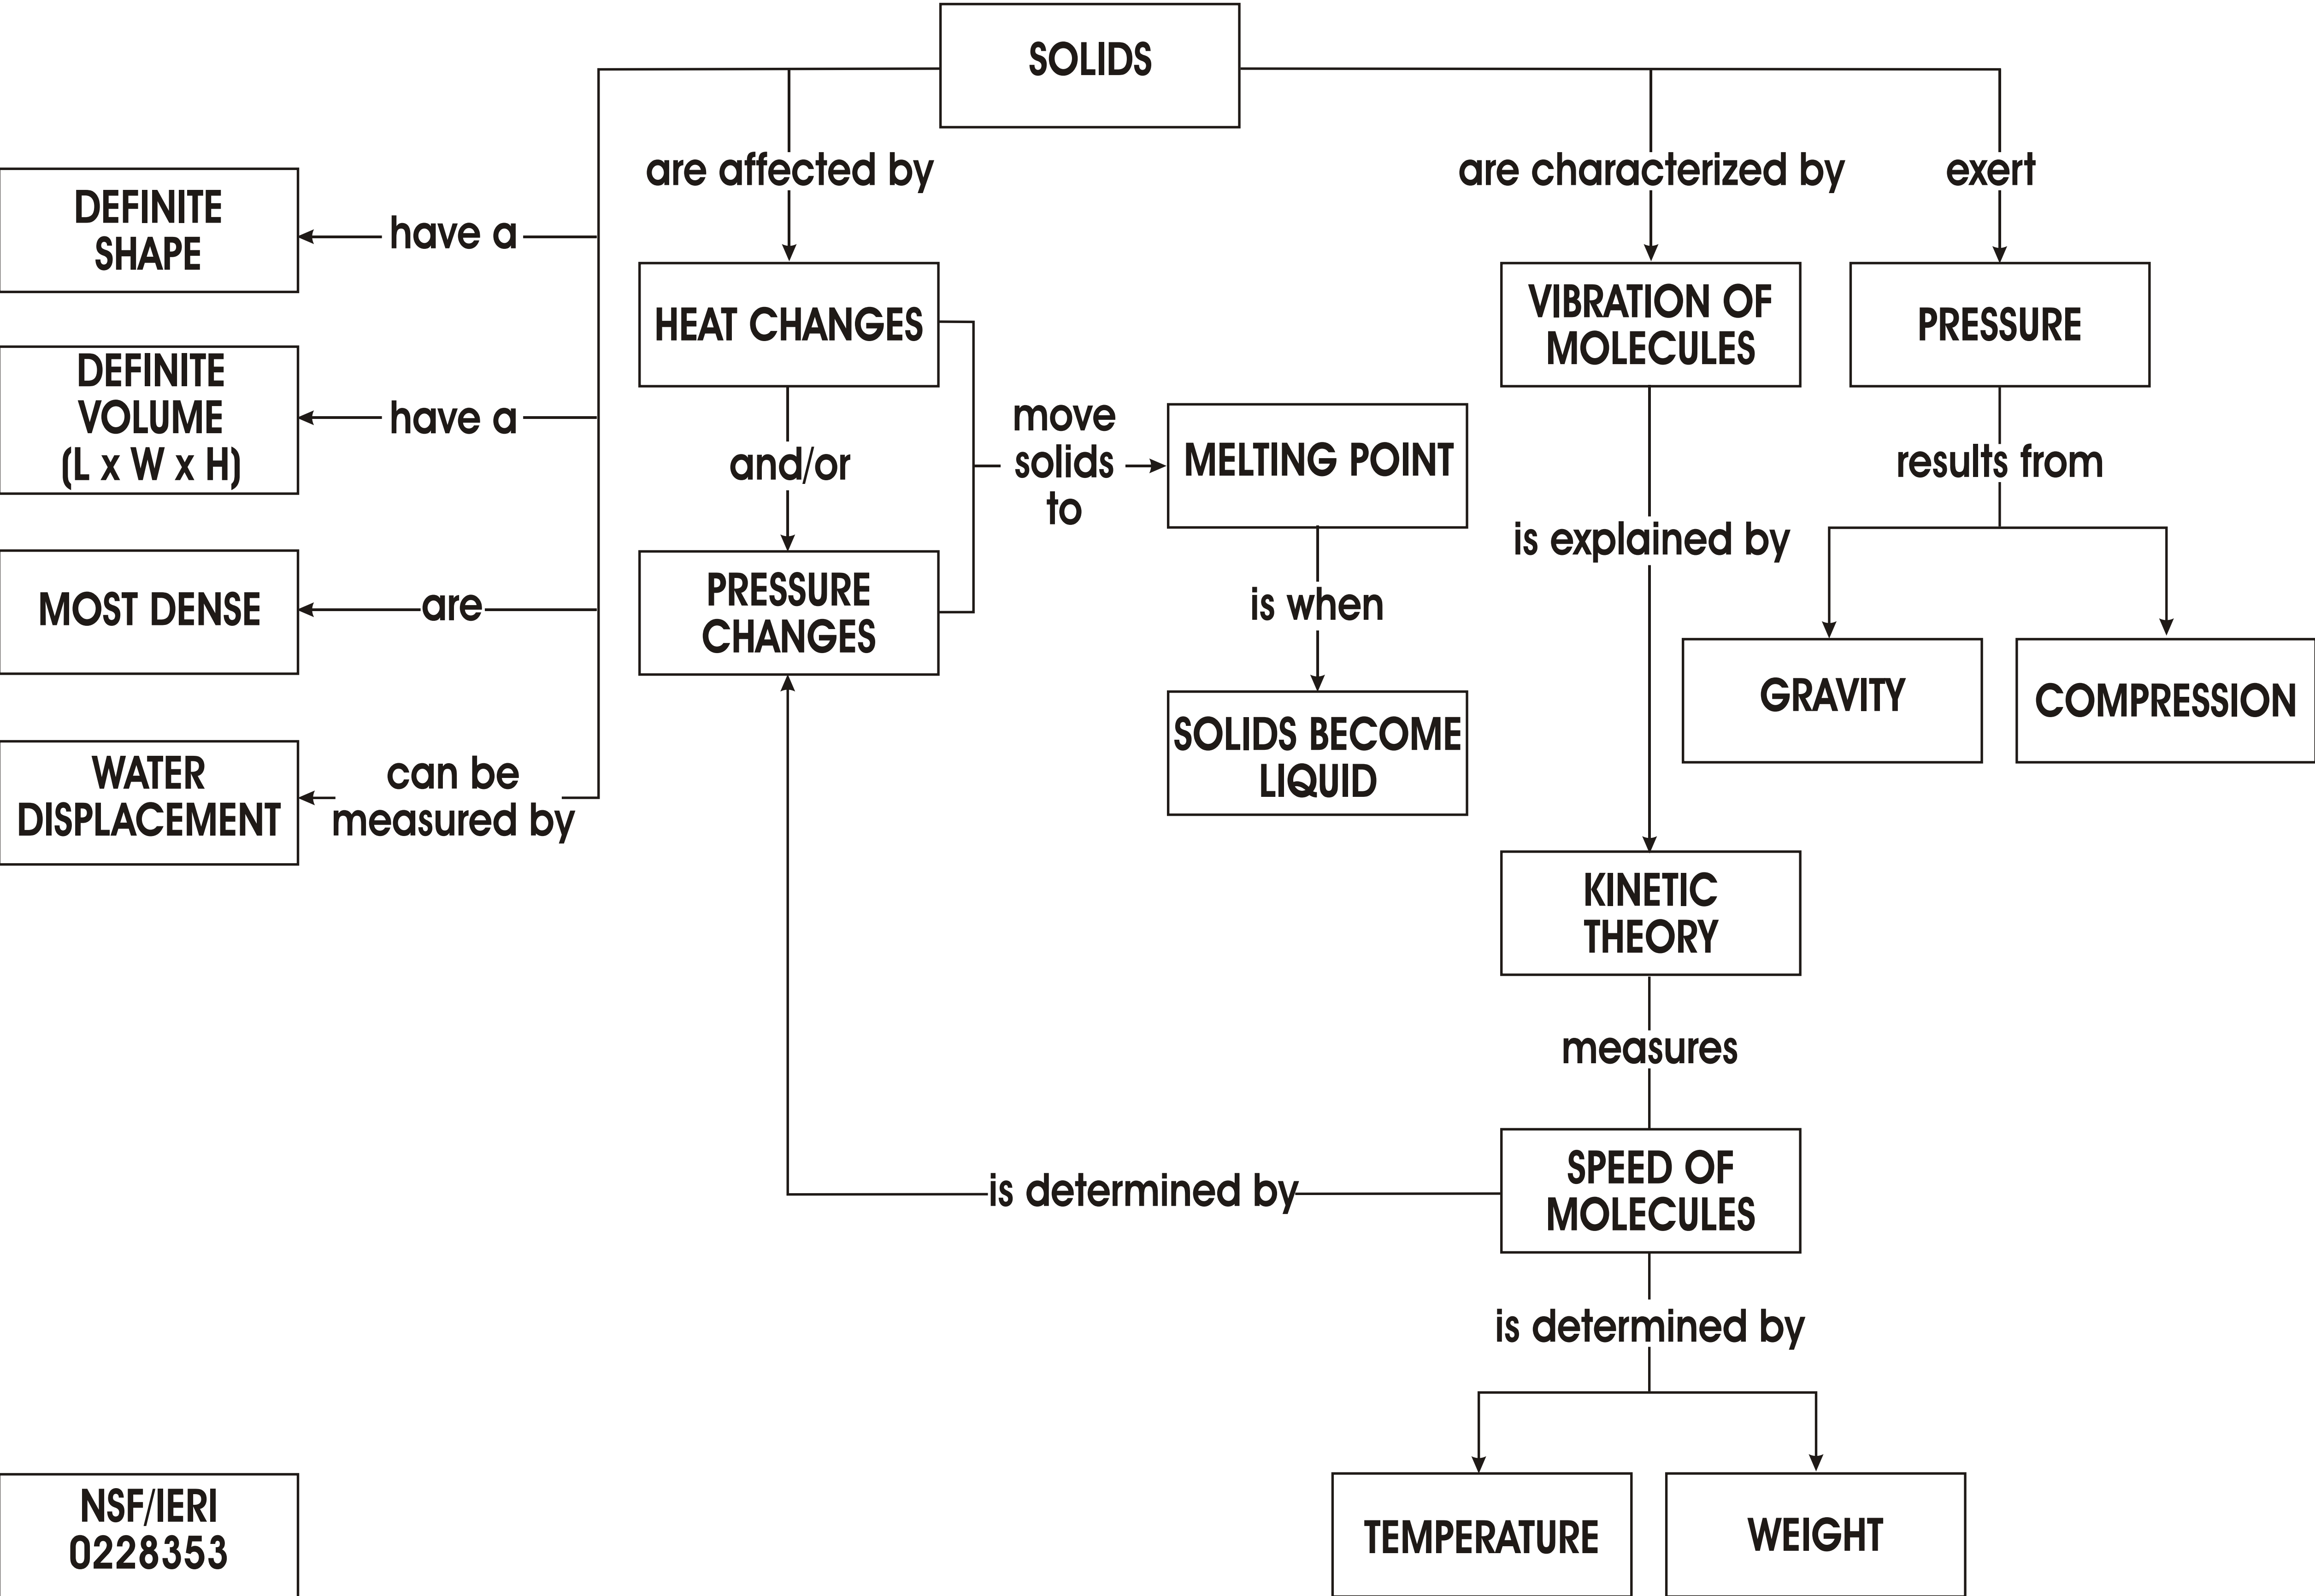 SOLIDS
are affected by
are characterized by
exert
DEFINITE
SHAPE
have a
HEAT CHANGES
VIBRATION OF
MOLECULES
PRESSURE
DEFINITE
VOLUME
(L x W x H)
have a
and/or
move
solids
to
MELTING POINT
results from
is explained by
MOST DENSE
are
PRESSURE
CHANGES
is when
GRAVITY
COMPRESSION
SOLIDS BECOME
LIQUID
WATER
DISPLACEMENT
can be
measured by
KINETIC
THEORY
measures
SPEED OF
MOLECULES
is determined by
is determined by
TEMPERATURE
WEIGHT
NSF/IERI
0228353